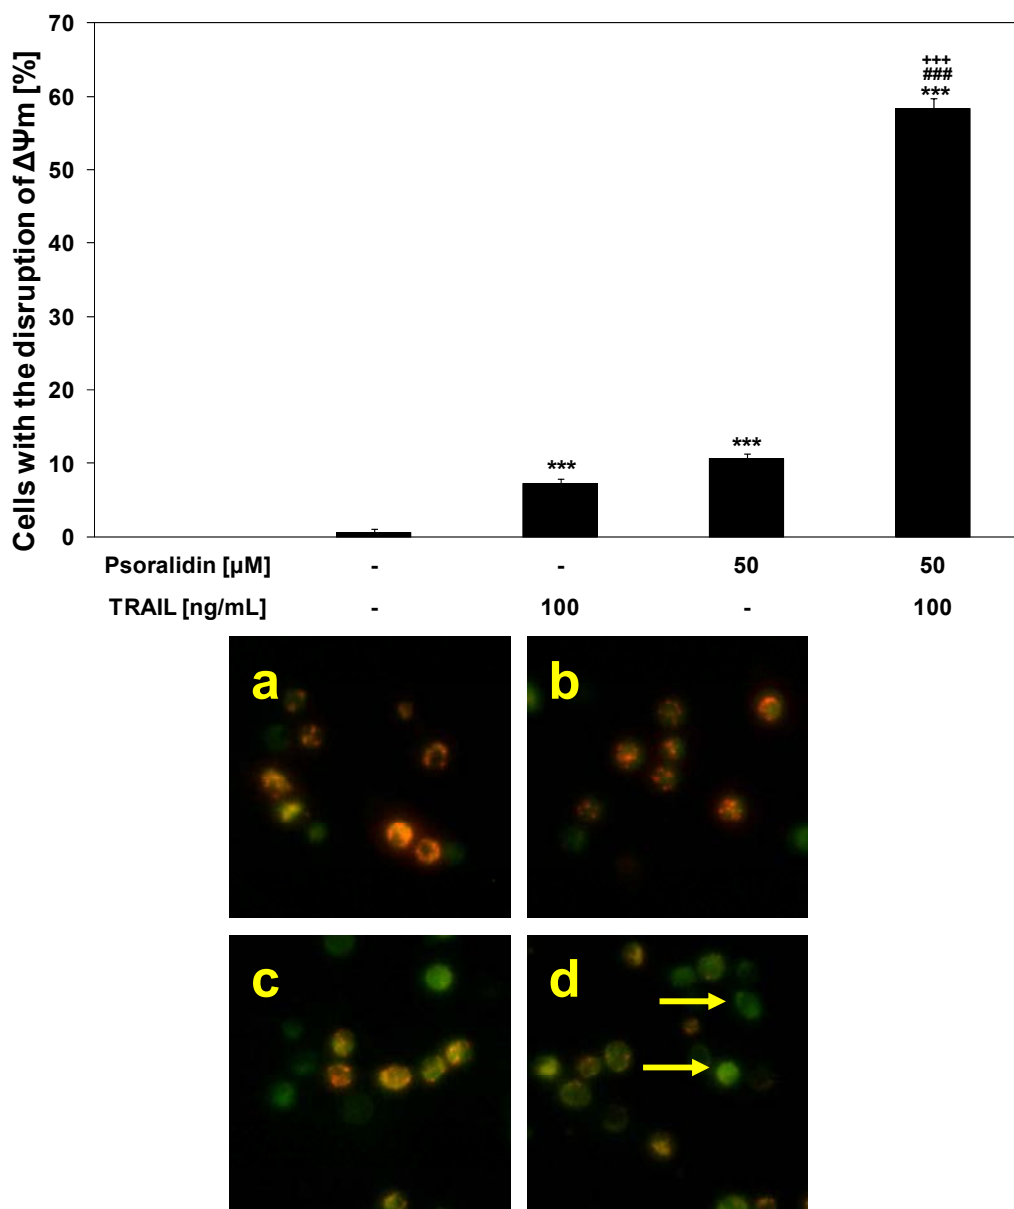 Cells with the disruption of ΔΨm [%]
70
60
50
40
30
20
10
0
***
***
+++
###
***
Psoralidin [µM] - - 50 50
TRAIL [ng/mL] - 100 - 100
a
b
c
d